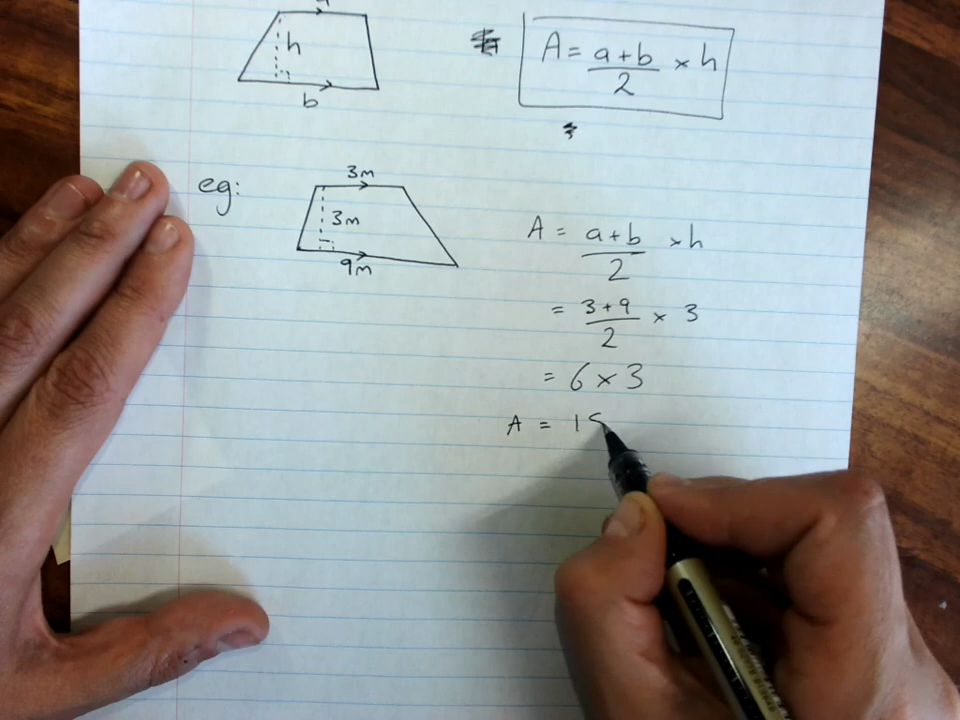 h
b
A = a+b/2 × h
eg:
3m
3m
9m
A = a+b/2 × h
= 3+9/2 × 3
= 6 × 3
A = 1